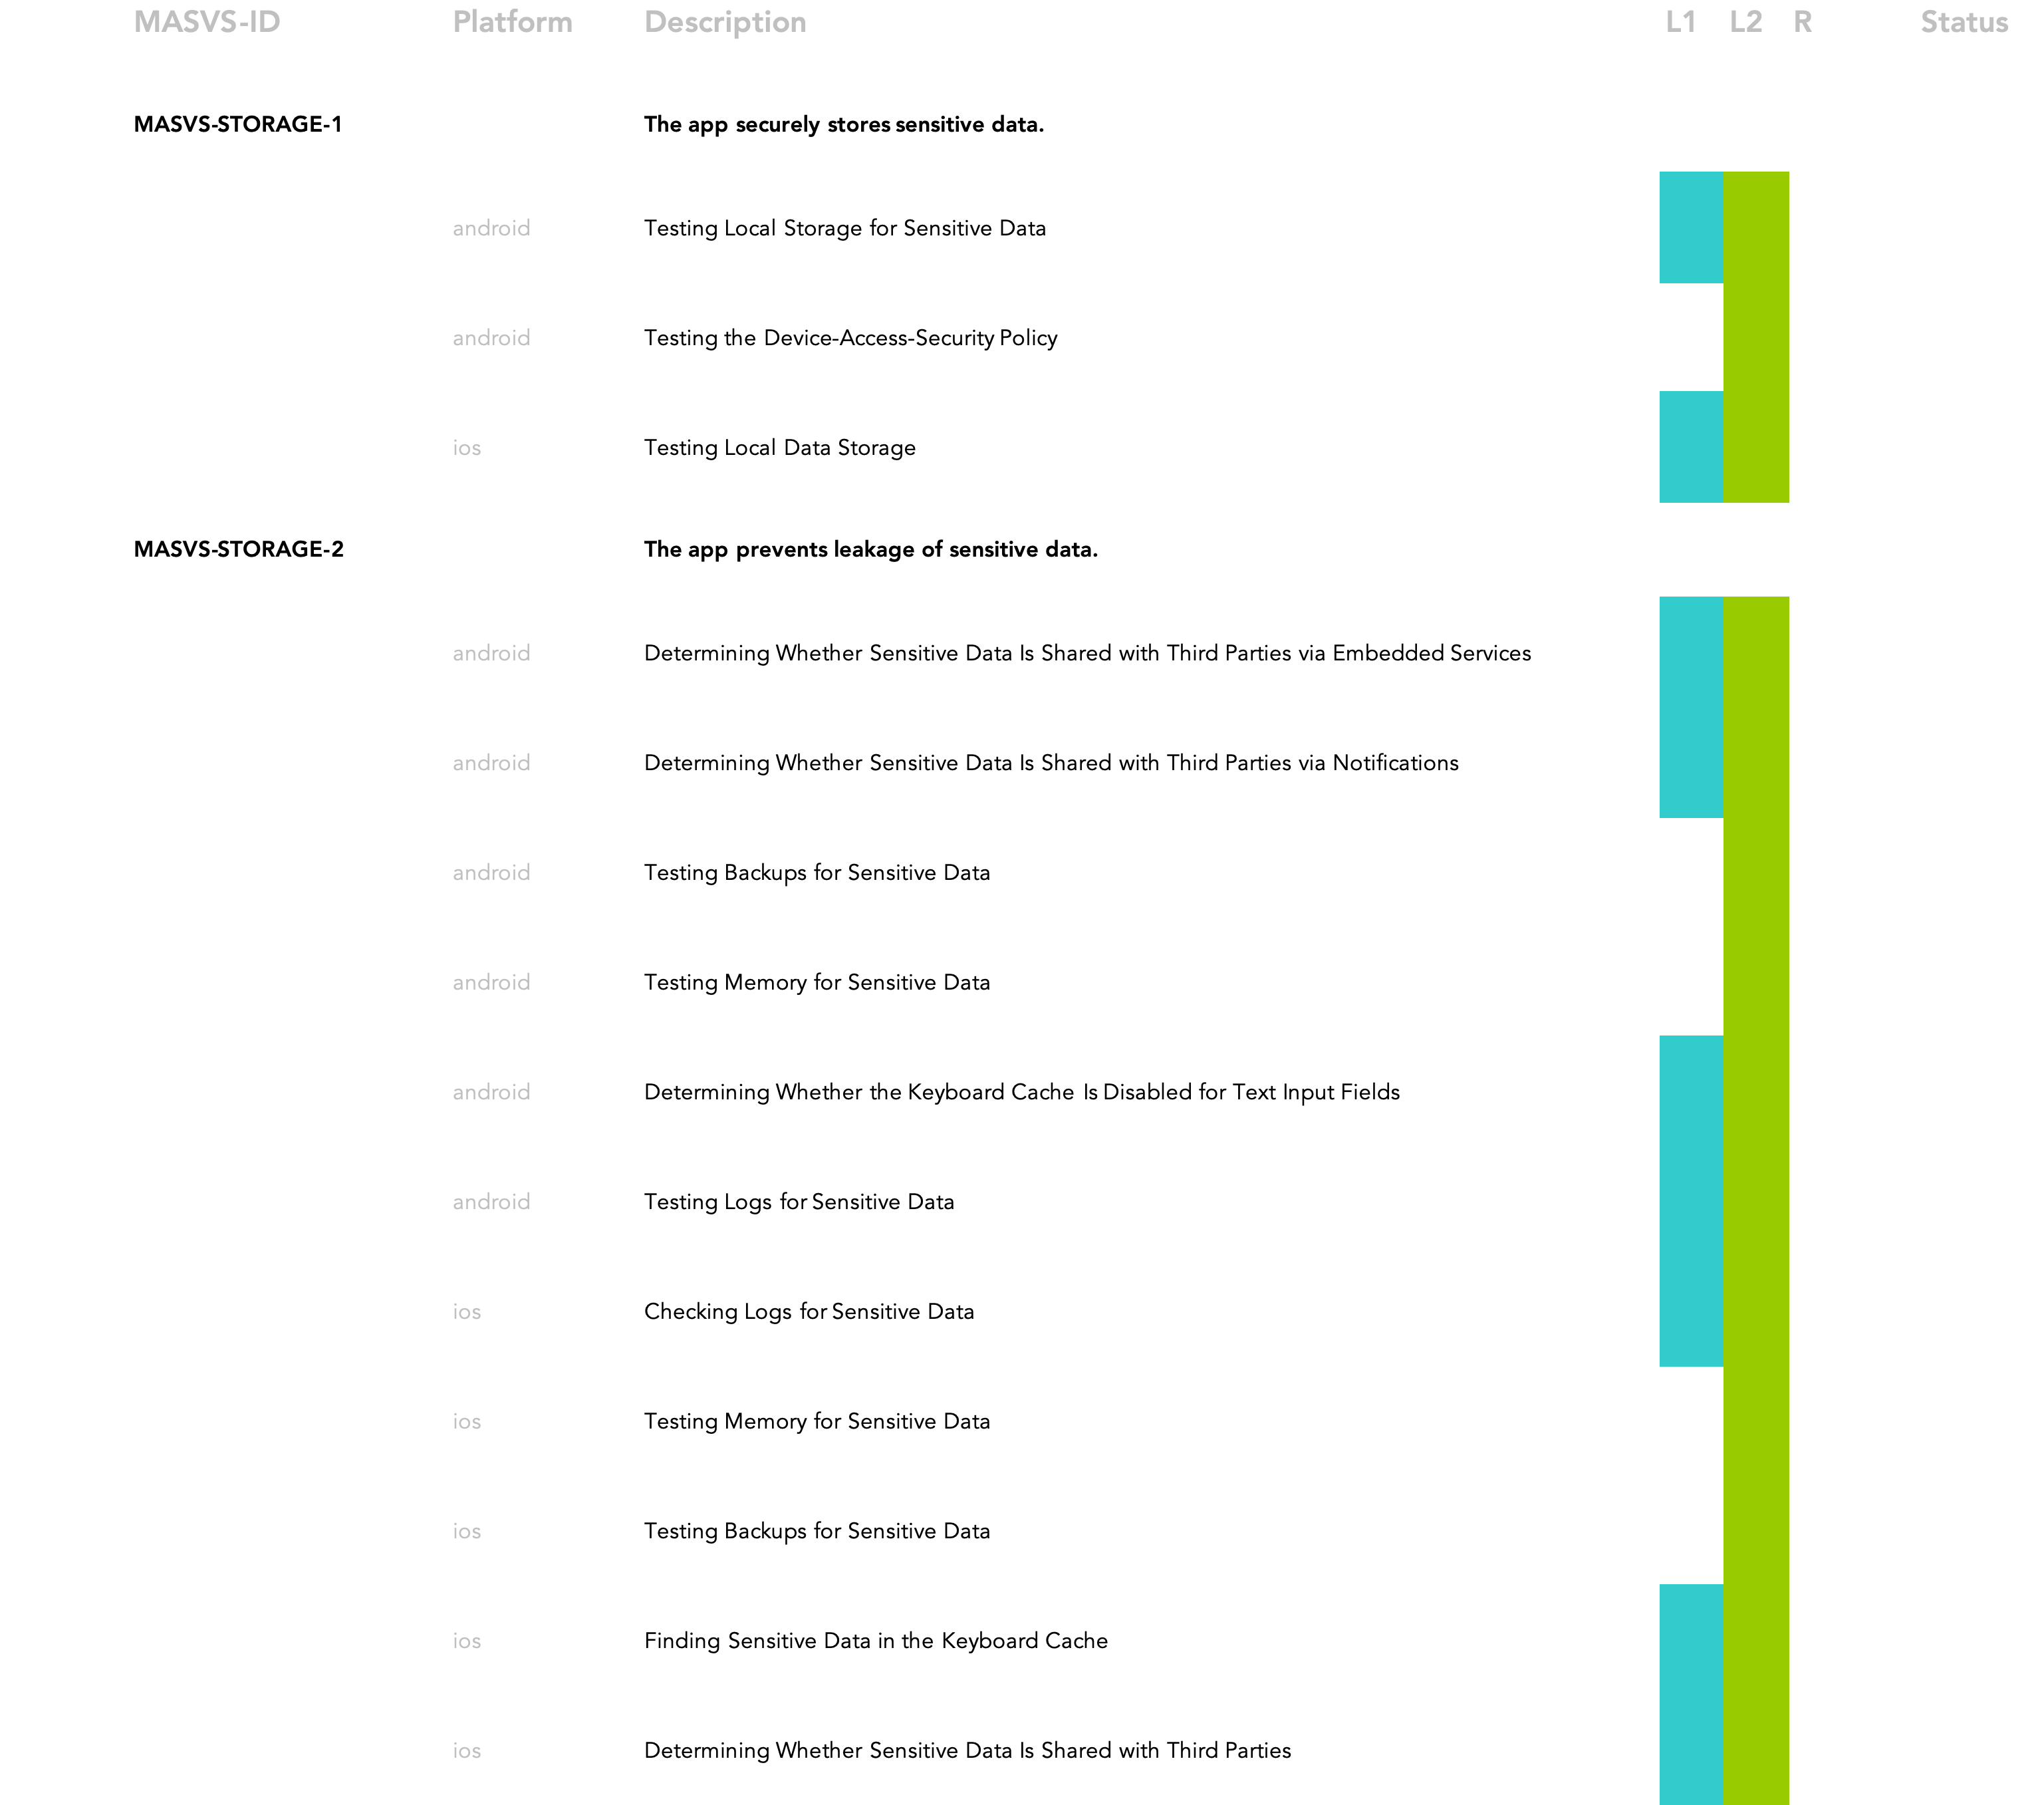 MASVS-ID Platform Description L1 L2 R Status
MASVS-STORAGE-1 The app securely stores sensitive data.
android Testing Local Storage for Sensitive Data
android Testing the Device-Access-Security Policy
ios Testing Local Data Storage
MASVS-STORAGE-2 The app prevents leakage of sensitive data.
android Determining Whether Sensitive Data Is Shared with Third Parties via Embedded Services
android Determining Whether Sensitive Data Is Shared with Third Parties via Notifications
android Testing Backups for Sensitive Data
android Testing Memory for Sensitive Data
android Determining Whether the Keyboard Cache Is Disabled for Text Input Fields
android Testing Logs for Sensitive Data
ios Checking Logs for Sensitive Data
ios Testing Memory for Sensitive Data
ios Testing Backups for Sensitive Data
ios Finding Sensitive Data in the Keyboard Cache
ios Determining Whether Sensitive Data Is Shared with Third Parties